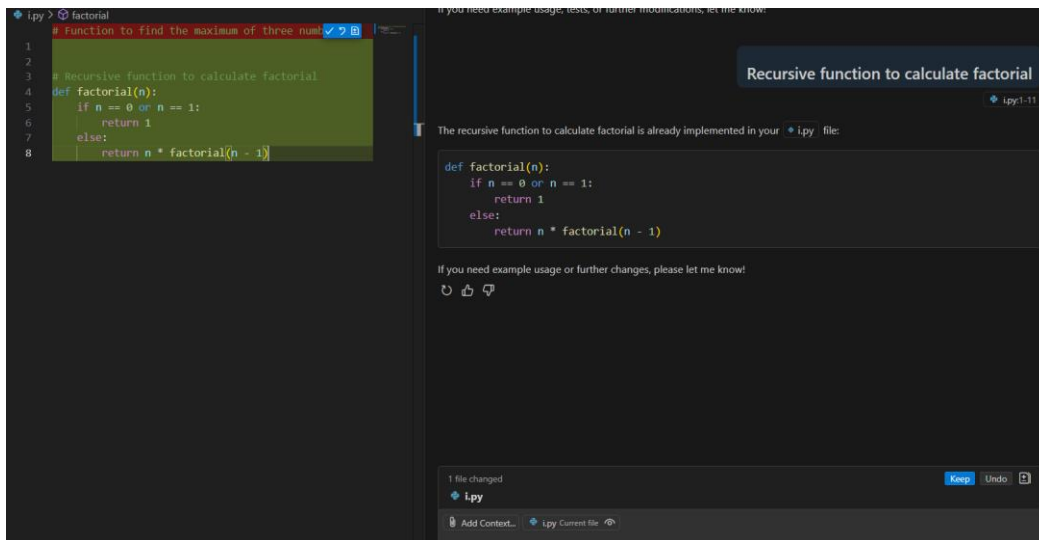 i.py > factorial
# Function to find the maximum of three numb
1
2
3 # Recursive function to calculate factorial
4 def factorial(n):
5 if n == 0 or n == 1:
6 return 1
7 else:
8 return n * factorial(n - 1)
If you need example usage, tests, or further modifications, let me know!
Recursive function to calculate factorial
i.py:1-11
The recursive function to calculate factorial is already implemented in your i.py file:
def factorial(n):
if n == 0 or n == 1:
return 1
else:
return n * factorial(n - 1)
If you need example usage or further changes, please let me know!
1 file changed
Keep Undo
i.py
Add Context... i.py Current file